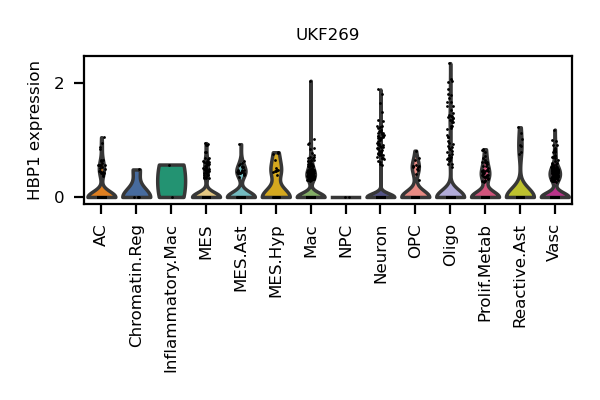 UKF269
HBP1 expression
2
0
AC
Chromatin.Reg
Inflammatory.Mac
MES
MES.Ast
MES.Hyp
Mac
NPC
Neuron
OPC
Oligo
Prolif.Metab
Reactive.Ast
Vasc